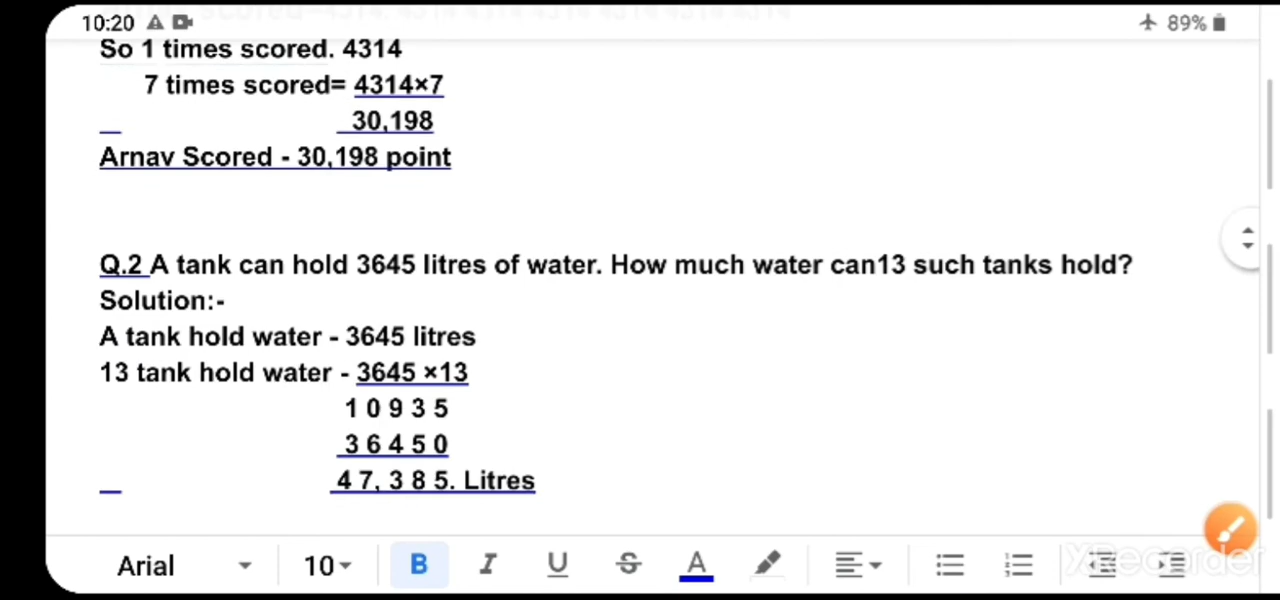 10:20 89%
So 1 times scored. 4314
7 times scored= 4314×7
30,198
Arnav Scored - 30,198 point
Q.2 A tank can hold 3645 litres of water. How much water can13 such tanks hold?
Solution:-
A tank hold water - 3645 litres
13 tank hold water - 3645 ×13
1 0 9 3 5
3 6 4 5 0
4 7, 3 8 5. Litres
Arial 10 B I U S A
XRecorder